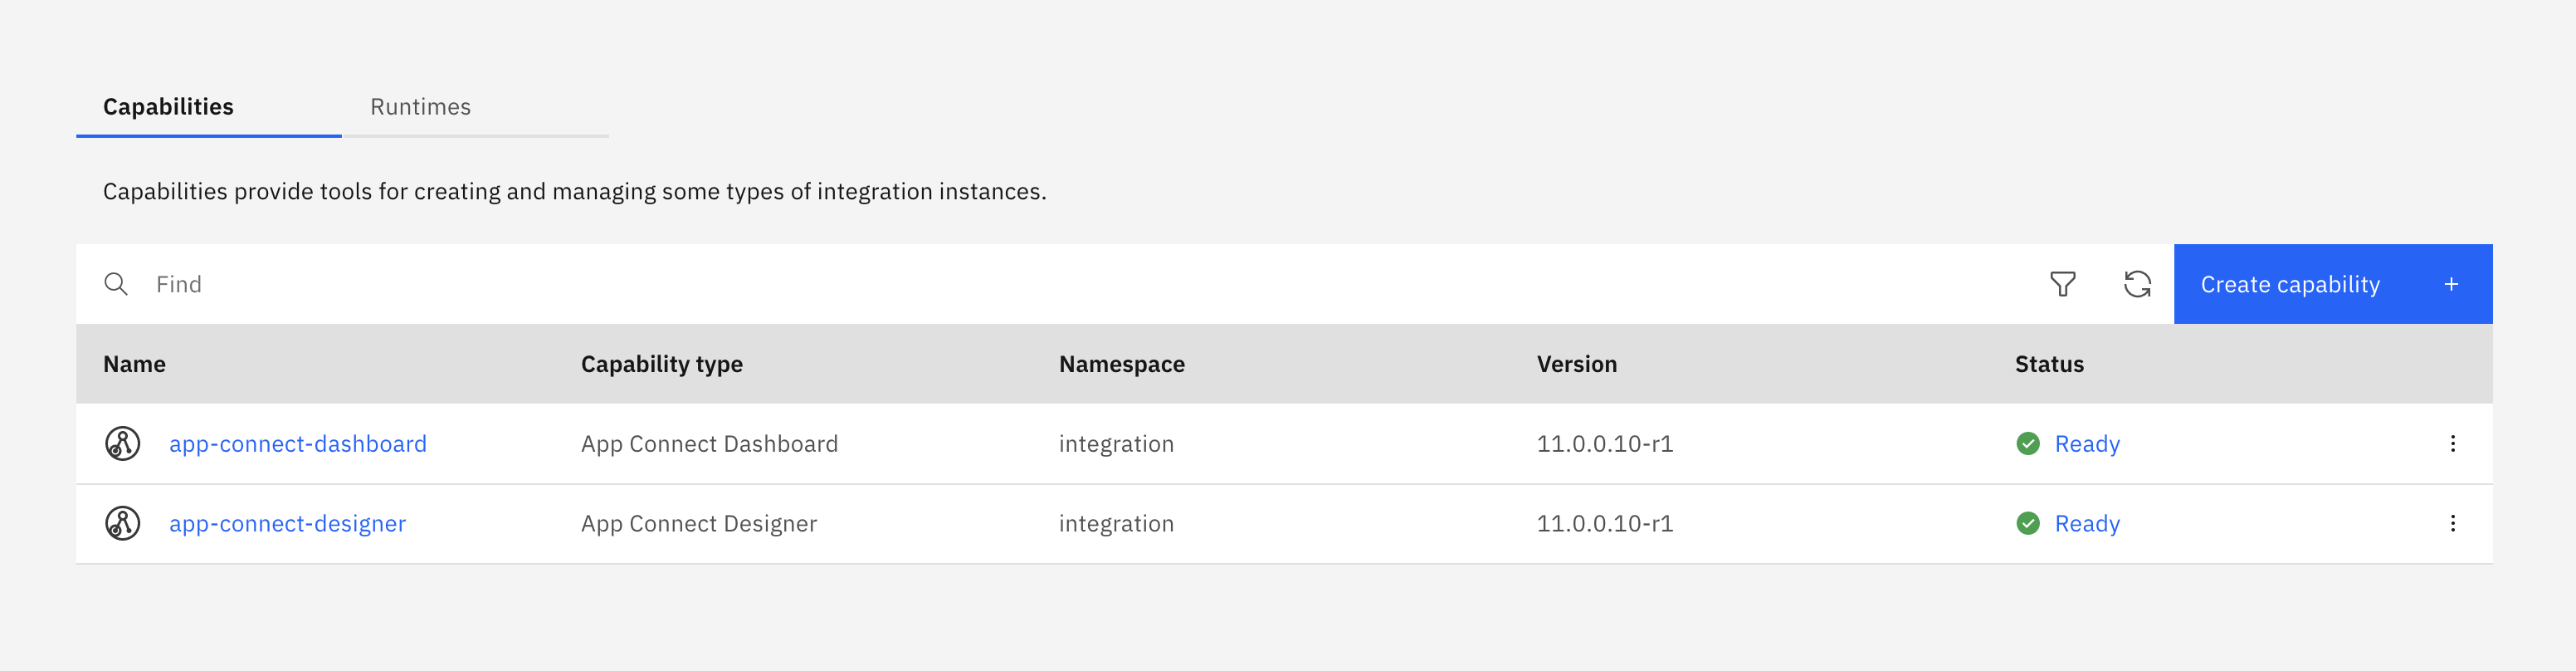 Capabilities Runtimes
Capabilities provide tools for creating and managing some types of integration instances.
Find Create capability +
Name Capability type Namespace Version Status
app-connect-dashboard App Connect Dashboard integration 11.0.0.10-r1 Ready
app-connect-designer App Connect Designer integration 11.0.0.10-r1 Ready